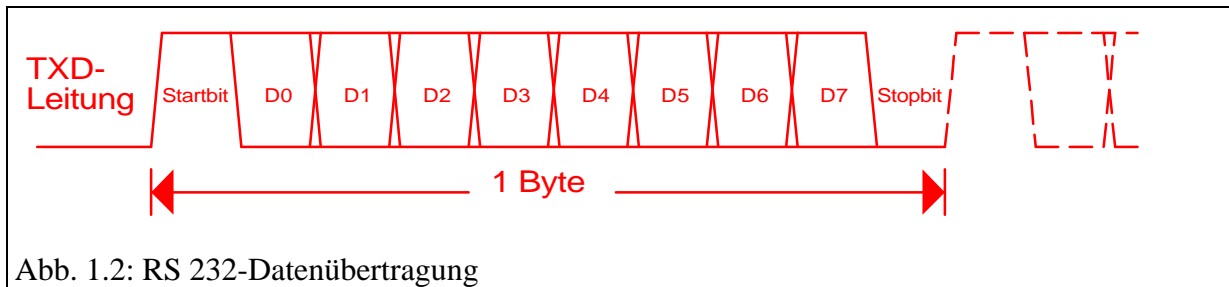 TXD-
Leitung
Startbit D0 D1 D2 D3 D4 D5 D6 D7 Stopbit
1 Byte
Abb. 1.2: RS 232-Datenübertragung